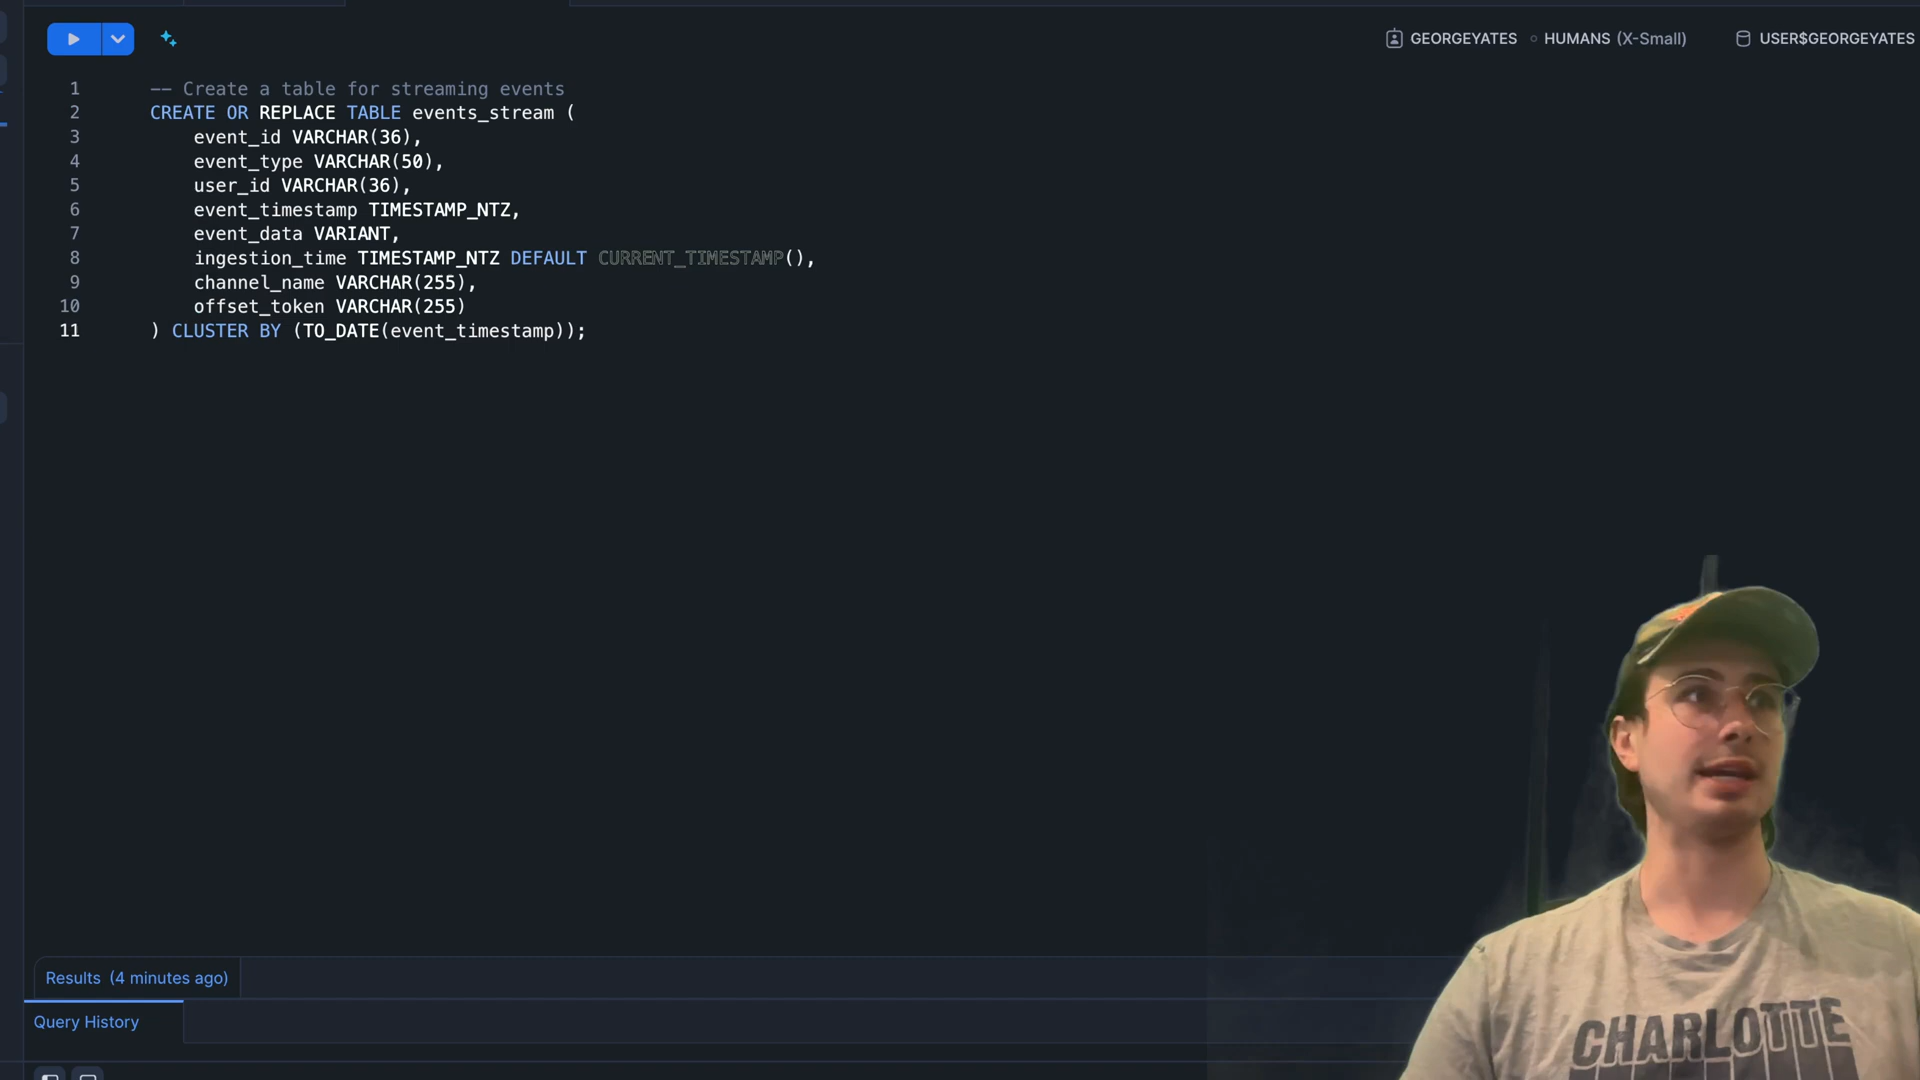 GEORGEYATES HUMANS (X-Small) USER$GEORGEYATES
1 -- Create a table for streaming events
2 CREATE OR REPLACE TABLE events_stream (
3 event_id VARCHAR(36),
4 event_type VARCHAR(50),
5 user_id VARCHAR(36),
6 event_timestamp TIMESTAMP_NTZ,
7 event_data VARIANT,
8 ingestion_time TIMESTAMP_NTZ DEFAULT CURRENT_TIMESTAMP(),
9 channel_name VARCHAR(255),
10 offset_token VARCHAR(255)
11 ) CLUSTER BY (TO_DATE(event_timestamp));
Results (4 minutes ago)
Query History
CHARLOTTE